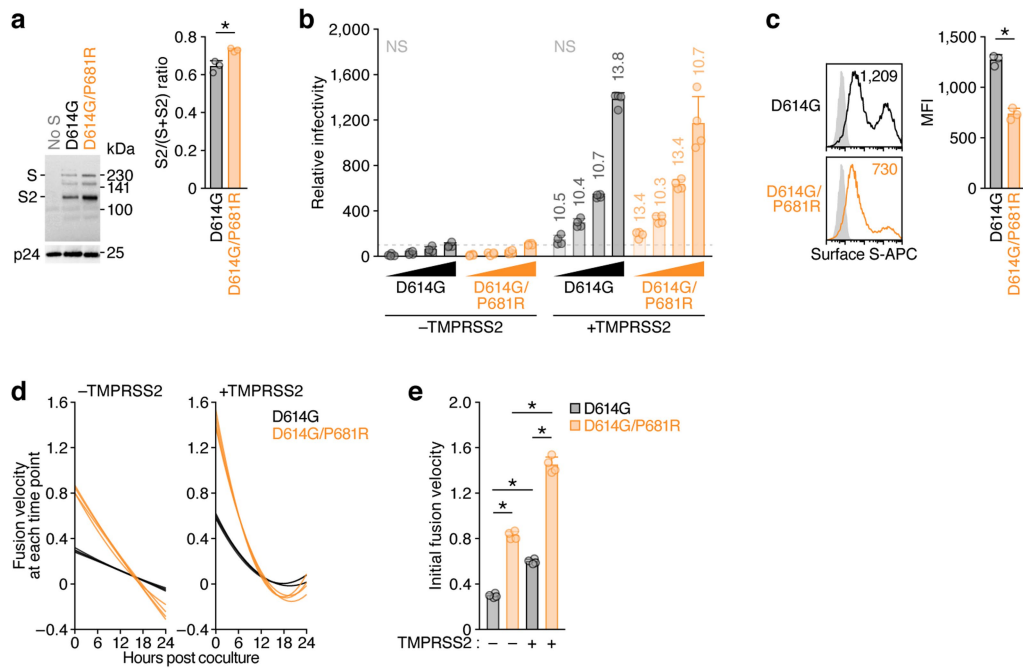 a
No S
D614G
D614G/P681R
kDa
S
230
141
S2
100
p24
25
S2/(S+S2) ratio
0.8
0.6
0.4
0.2
0
*
D614G
D614G/P681R
b
Relative infectivity
2,000
1,600
1,200
800
400
0
NS
NS
10.5
10.4
10.7
13.8
13.4
10.3
13.4
10.7
D614G
D614G/
P681R
D614G
D614G/
P681R
–TMPRSS2
+TMPRSS2
c
D614G
1,209
D614G/
P681R
730
Surface S-APC
MFI
1,500
1,000
500
0
*
D614G
D614G/P681R
d
–TMPRSS2
+TMPRSS2
Fusion velocity
at each time point
1.6
1.2
0.8
0.4
0
–0.4
0 6 12 18 24
1.6
1.2
0.8
0.4
0
–0.4
0 6 12 18 24
D614G
D614G/P681R
Hours post coculture
e
Initial fusion velocity
2.0
1.6
1.2
0.8
0.4
0
*
*
*
*
D614G
D614G/P681R
TMPRSS2 : – – + +